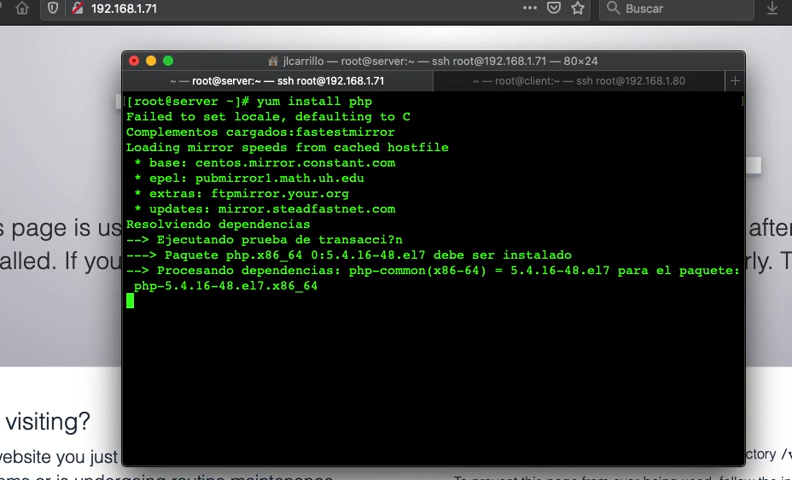 192.168.1.71
Buscar
jlcarrillo — root@server:~ — ssh root@192.168.1.71 — 80×24
~ — root@server:~ — ssh root@192.168.1.71
~ — root@client:~ — ssh root@192.168.1.80
[root@server ~]# yum install php
Failed to set locale, defaulting to C
Complementos cargados:fastestmirror
Loading mirror speeds from cached hostfile
* base: centos.mirror.constant.com
* epel: pubmirror1.math.uh.edu
* extras: ftpmirror.your.org
* updates: mirror.steadfastnet.com
Resolviendo dependencias
--> Ejecutando prueba de transacci?n
---> Paquete php.x86_64 0:5.4.16-48.el7 debe ser instalado
--> Procesando dependencias: php-common(x86-64) = 5.4.16-48.el7 para el paquete:
php-5.4.16-48.el7.x86_64
s page is us
after
alled. If you
rly. T
visiting?
vebsite you just
ctory /v